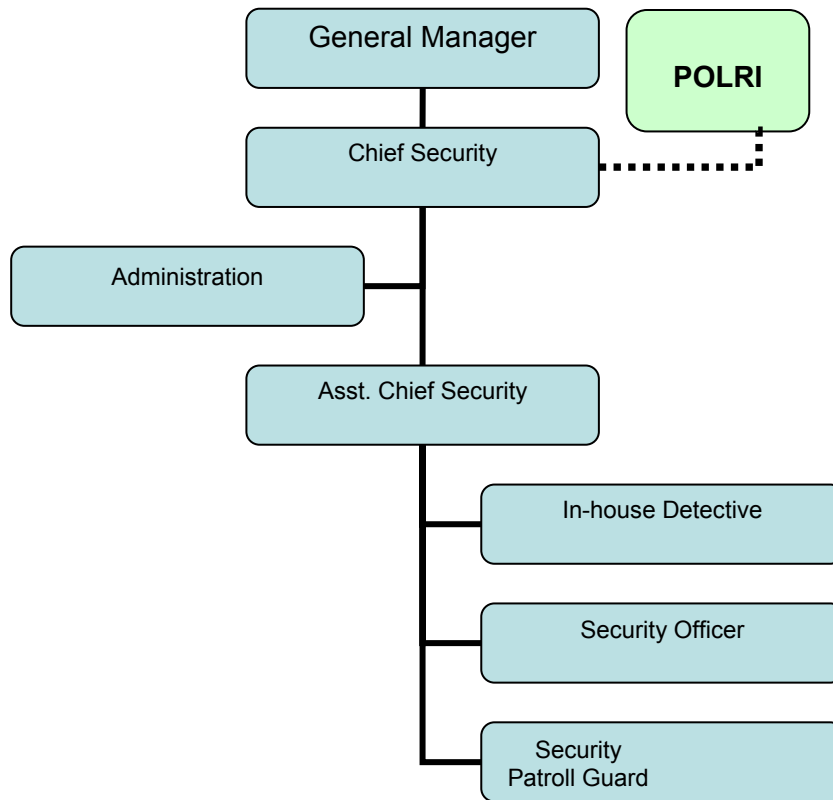 General Manager
POLRI
Chief Security
Administration
Asst. Chief Security
In-house Detective
Security Officer
Security
Patroll Guard